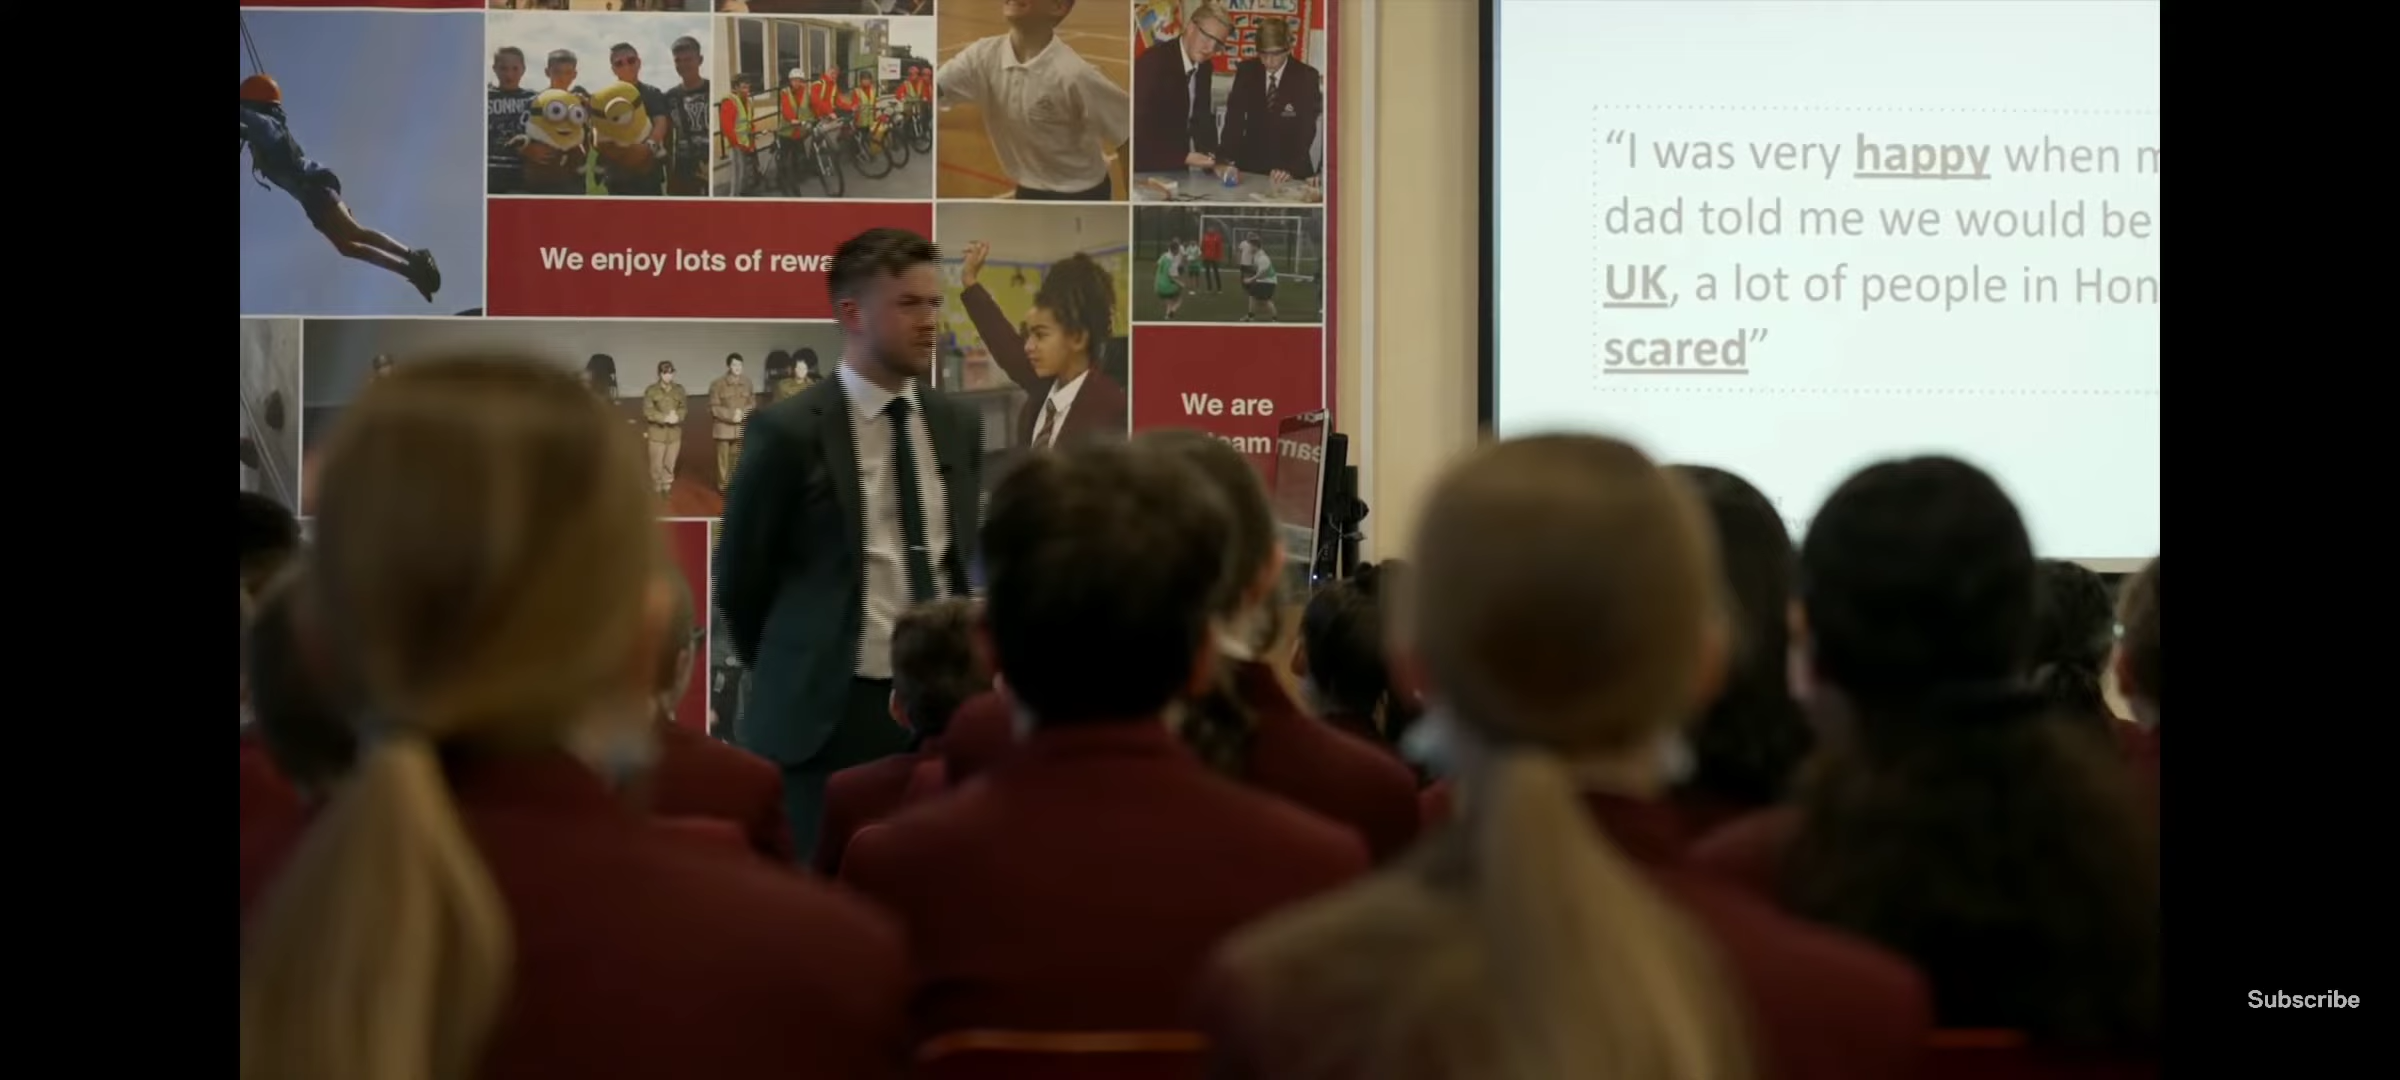 We enjoy lots of rewa
We are
team
“I was very happy when m
dad told me we would be
UK, a lot of people in Hon
scared”
Subscribe